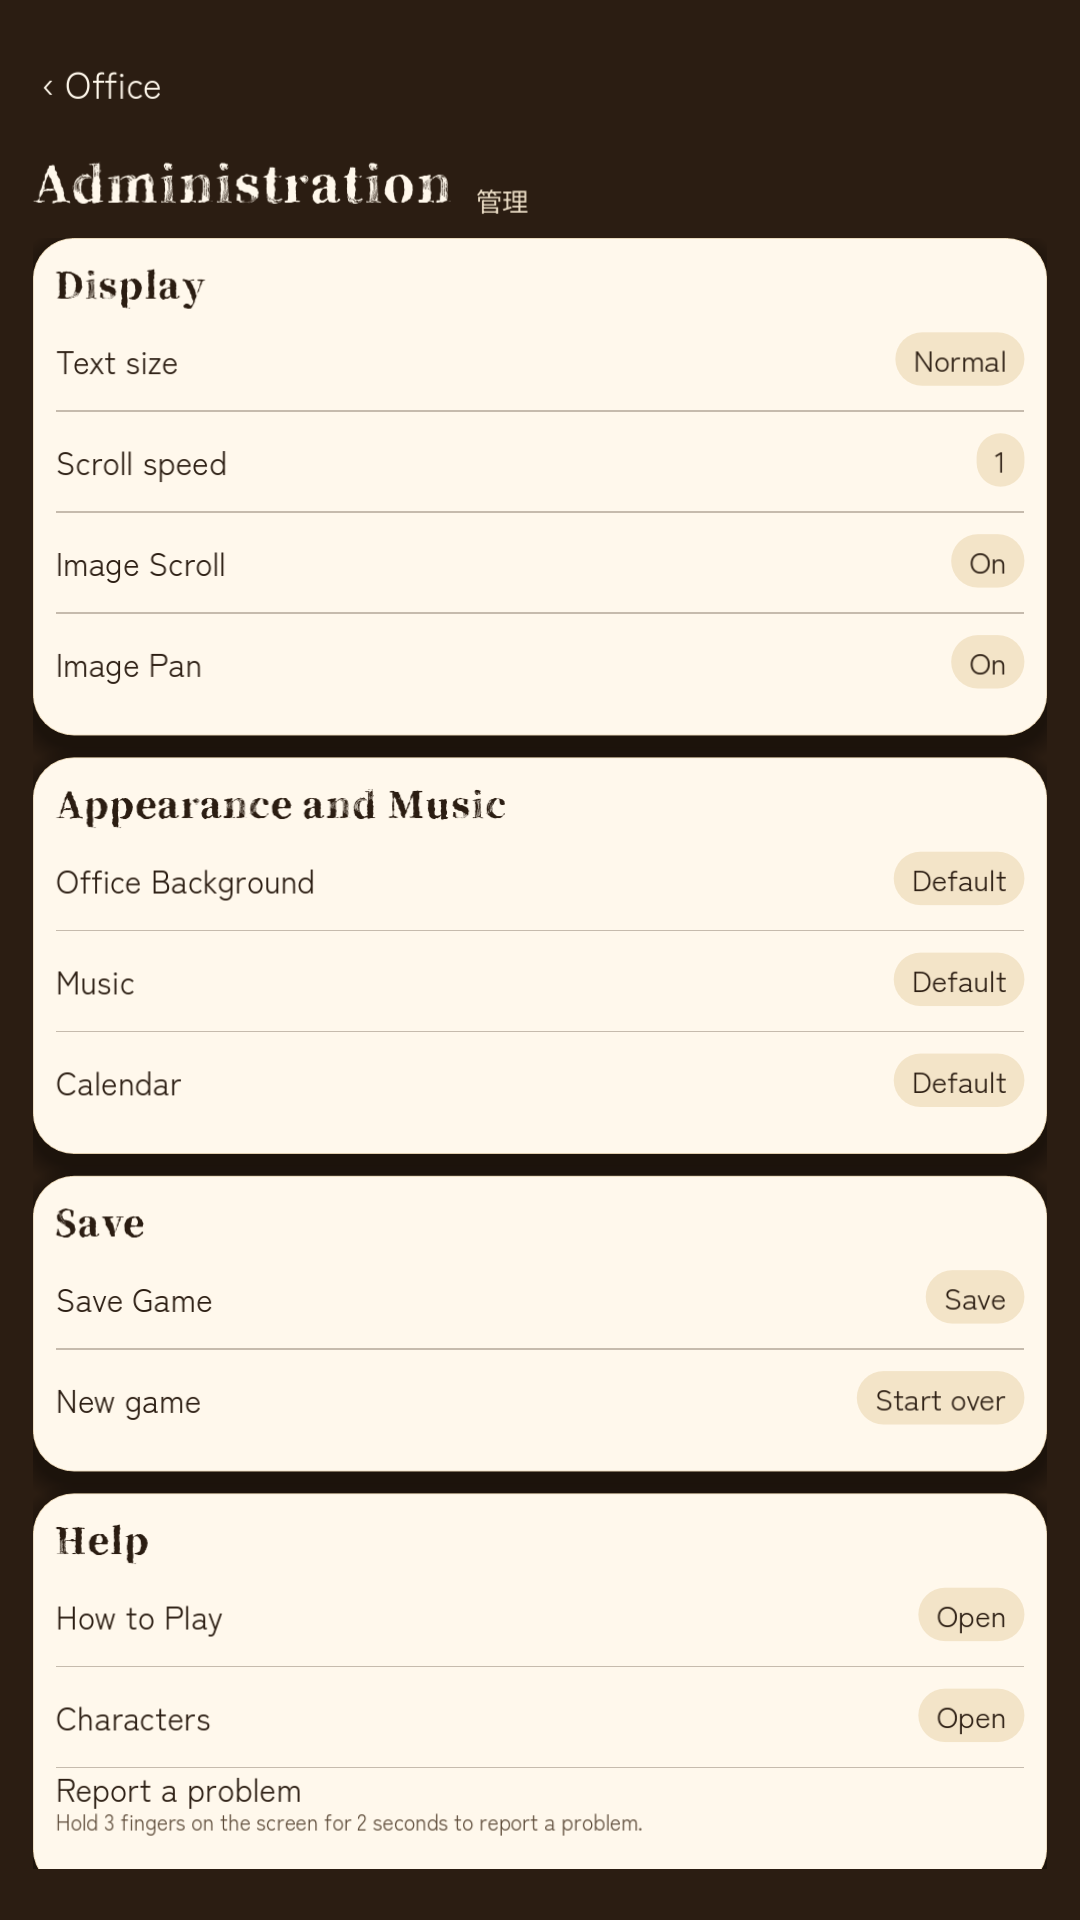 ‹ Office
Administration 管理
Display
Text size Normal
Scroll speed 1
Image Scroll On
Image Pan On
Appearance and Music
Office Background Default
Music Default
Calendar Default
Save
Save Game Save
New game Start over
Help
How to Play Open
Characters Open
Report a problem
Hold 3 fingers on the screen for 2 seconds to report a problem.